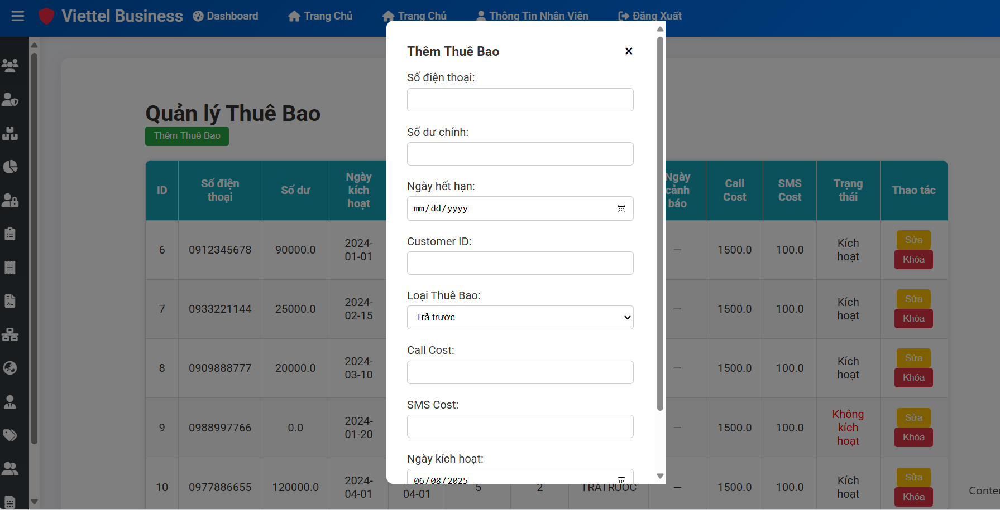 Viettel Business
Dashboard
Trang Chủ
Trang Chủ
Thông Tin Nhân Viên
Đăng Xuất
Thêm Thuê Bao
×
Số điện thoại:
Số dư chính:
Ngày hết hạn:
mm/dd/yyyy
Customer ID:
Loại Thuê Bao:
Trả trước
Call Cost:
SMS Cost:
Ngày kích hoạt:
06/08/2025
Quản lý Thuê Bao
Thêm Thuê Bao
ID
Số điện
thoại
Số dư
Ngày
kích
hoạt
Ngày
cảnh
báo
Call
Cost
SMS
Cost
Trạng
thái
Thao tác
6
0912345678
90000.0
2024-
01-01
—
1500.0
100.0
Kích
hoạt
Sửa
Khóa
7
0933221144
25000.0
2024-
02-15
—
1500.0
100.0
Kích
hoạt
Sửa
Khóa
8
0909888777
20000.0
2024-
03-10
—
1500.0
100.0
Kích
hoạt
Sửa
Khóa
9
0988997766
0.0
2024-
01-20
—
1500.0
100.0
Không
kích
hoạt
Sửa
Khóa
10
0977886655
120000.0
2024-
04-01
04-01
5
2
TRATRUOC
—
1500.0
100.0
Kích
hoạt
Sửa
Khóa
Conte